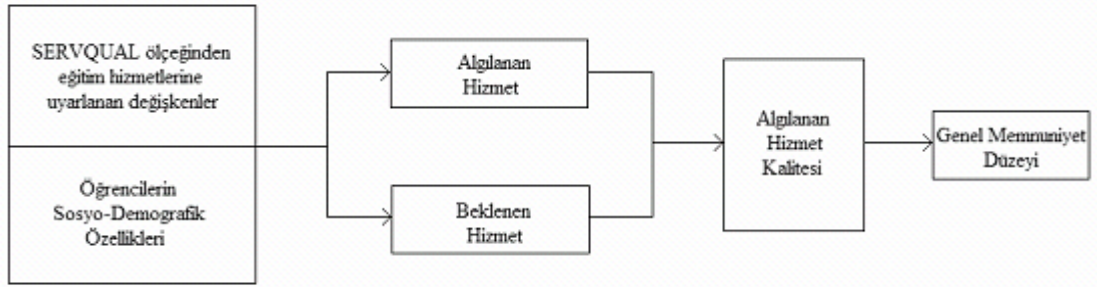 SERVQUAL ölçeğinden
eğitim hizmetlerine
uyarlanan değişkenler
Öğrencilerin
Sosyo-Demografik
Özellikleri
Algılanan
Hizmet
Beklenen
Hizmet
Algılanan
Hizmet
Kalitesi
Genel Memnuniyet
Düzeyi